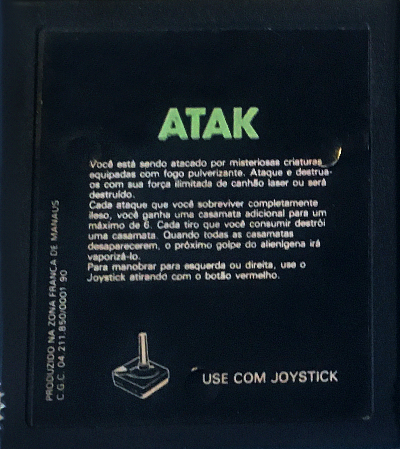 ATAK
Você está sendo atacado por misteriosas criaturas
equipadas com fogo pulverizante. Ataque e destrua-
os com sua força ilimitada de canhão laser ou será
destruído.
Cada ataque que você sobreviver completamente
ileso, você ganha uma casamata adicional para um
máximo de 6. Cada tiro que você consumir destrói
uma casamata. Quando todas as casamatas
desaparecerem, o próximo golpe do alienígena irá
vaporizá-lo.
Para manobrar para esquerda ou direita, use o
Joystick atirando com o botão vermelho.
USE COM JOYSTICK
PRODUZIDO NA ZONA FRANCA DE MANAUS
C.G.C. 04.211.850/0001-90